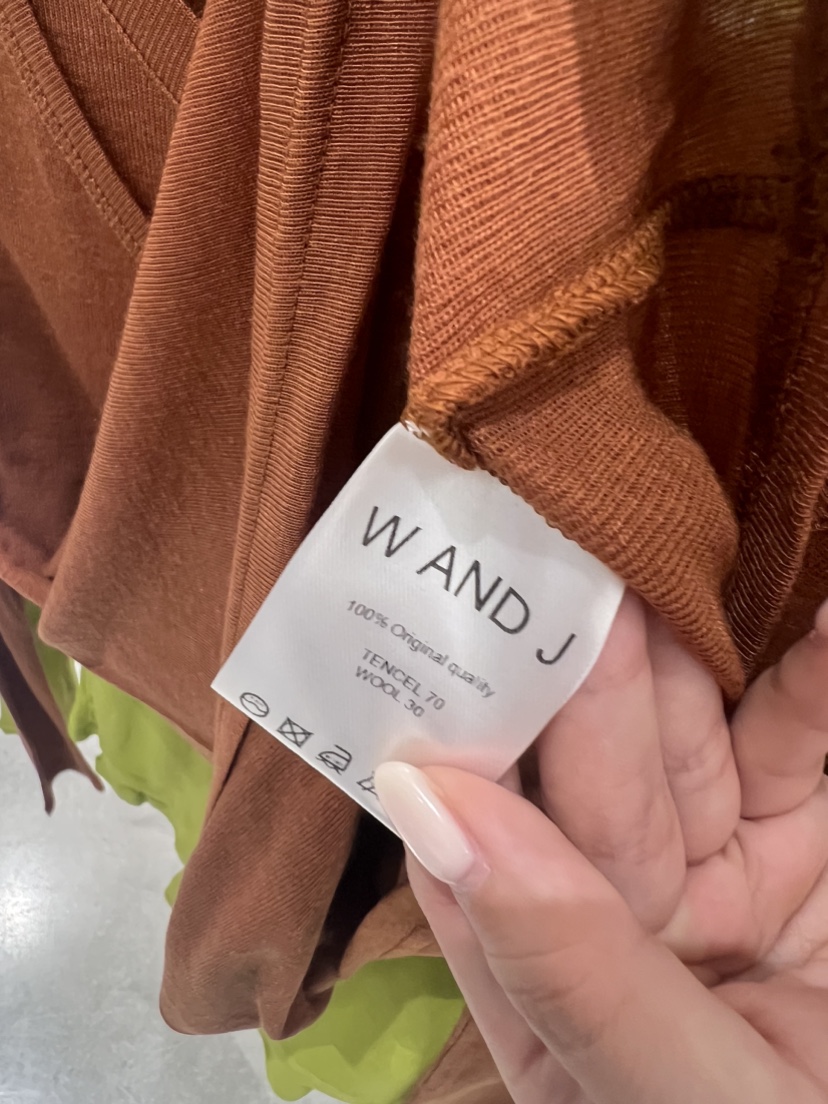 W AND J
100% Original quality
TENCEL 70
WOOL 30